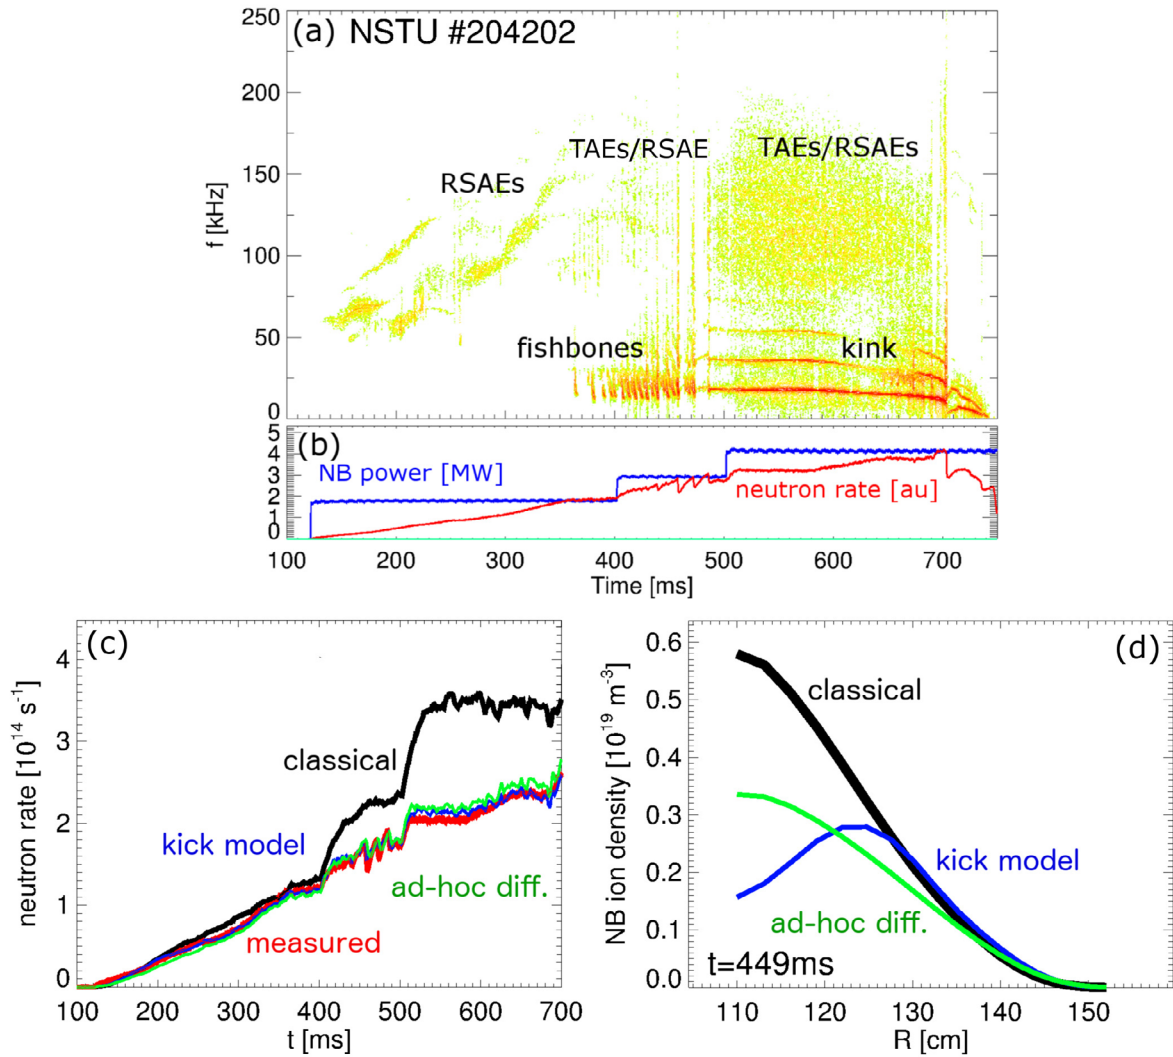 (a) NSTU #204202
250
200
150
100
50
0
f [kHz]
RSAEs
TAEs/RSAE
TAEs/RSAEs
fishbones
kink
(b)
5
4
3
2
1
0
NB power [MW]
neutron rate [au]
100 200 300 400 500 600 700
Time [ms]
(c)
4
3
2
1
0
neutron rate [10¹⁴ s⁻¹]
classical
kick model
ad-hoc diff.
measured
100 200 300 400 500 600 700
t [ms]
(d)
0.6
0.5
0.4
0.3
0.2
0.1
0.0
NB ion density [10¹⁹ m⁻³]
classical
kick model
ad-hoc diff.
t=449ms
110 120 130 140 150
R [cm]